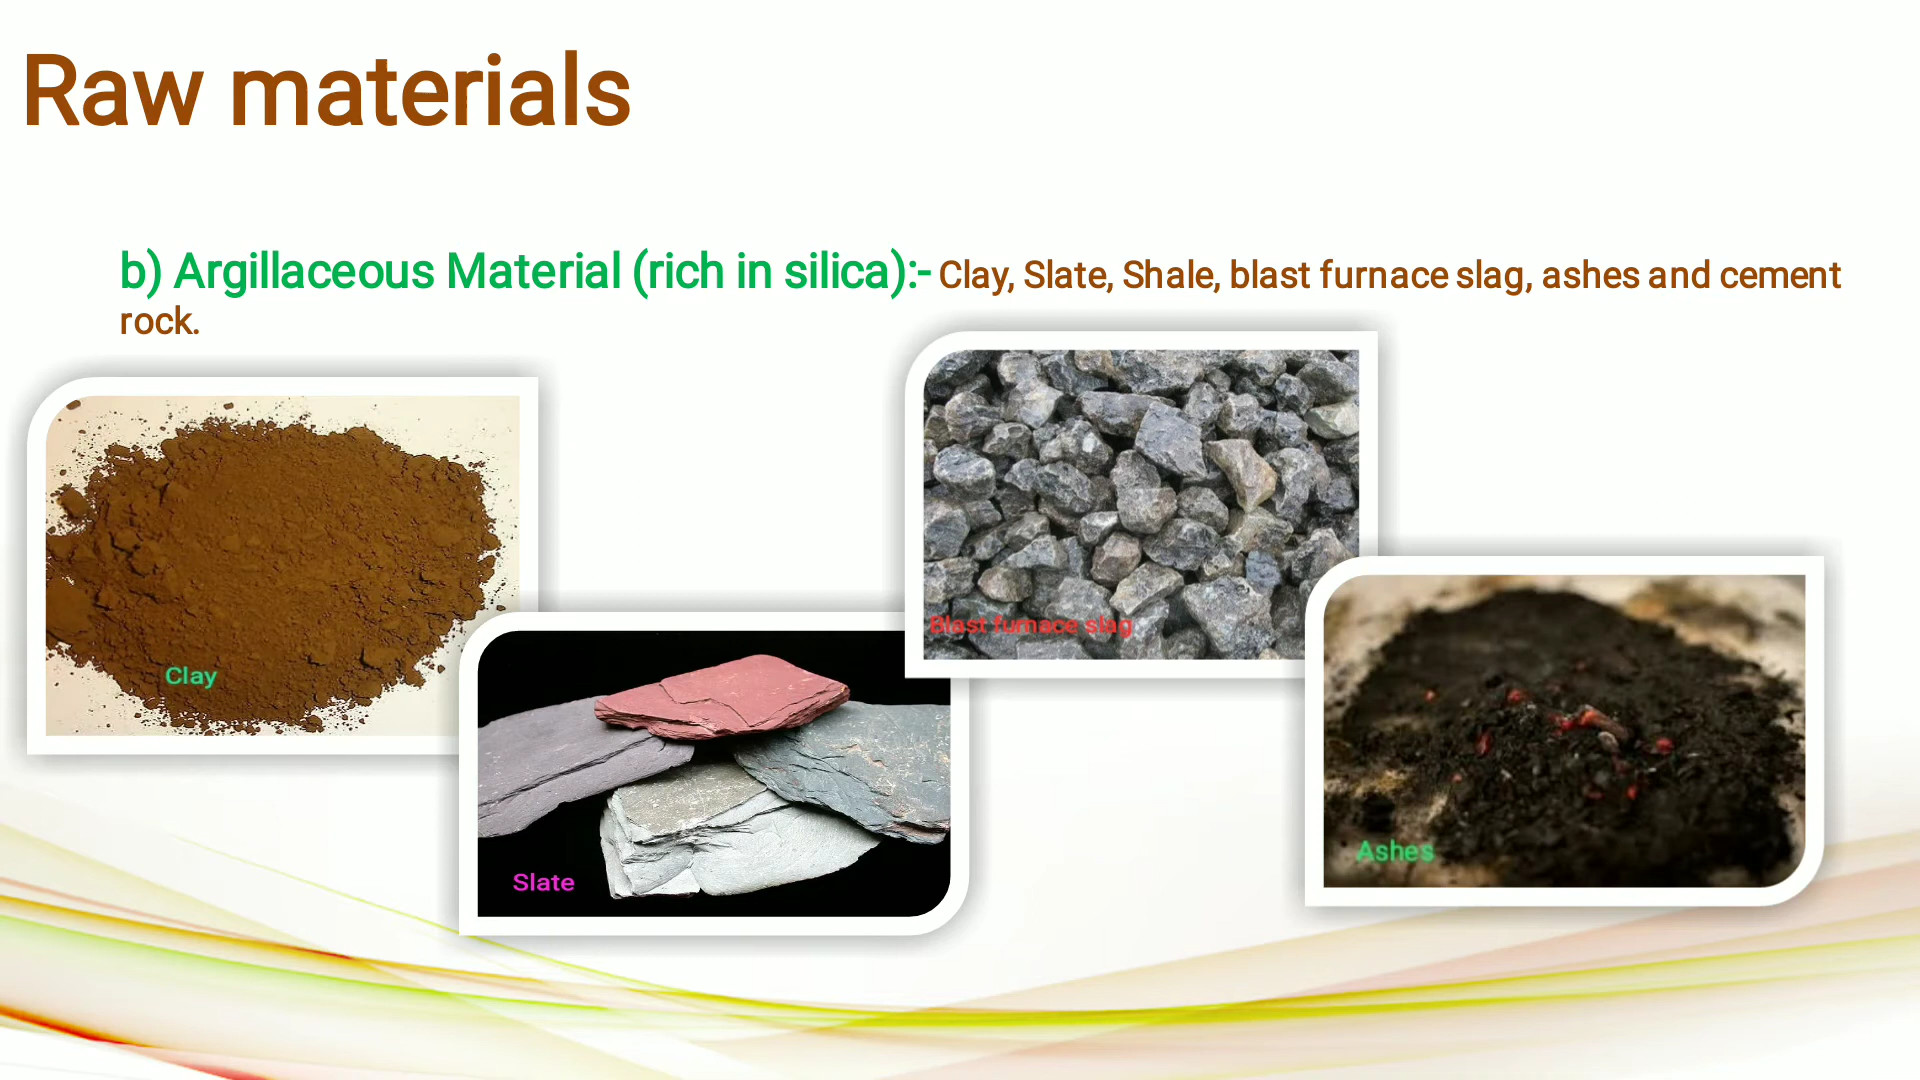 Raw materials
b) Argillaceous Material (rich in silica):- Clay, Slate, Shale, blast furnace slag, ashes and cement
rock.
Clay
Slate
Blast furnace slag
Ashes